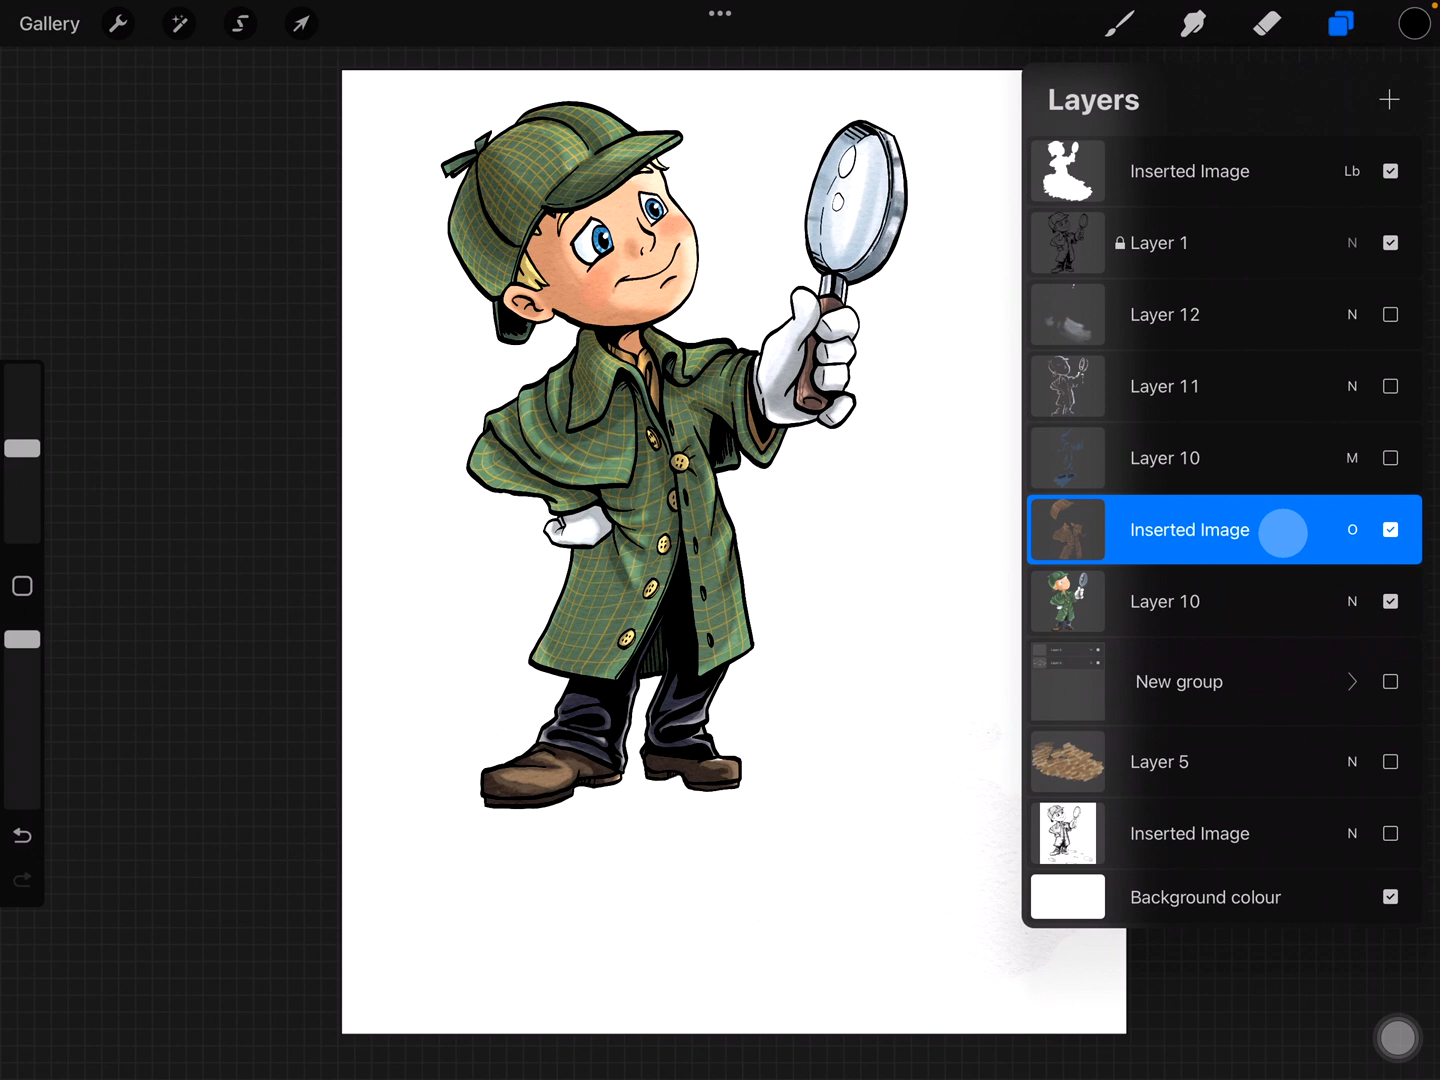 Gallery
Layers
Inserted Image Lb
Layer 1 N
Layer 12 N
Layer 11 N
Layer 10 M
Inserted Image O
Layer 10 N
New group
Layer 5 N
Inserted Image N
Background colour